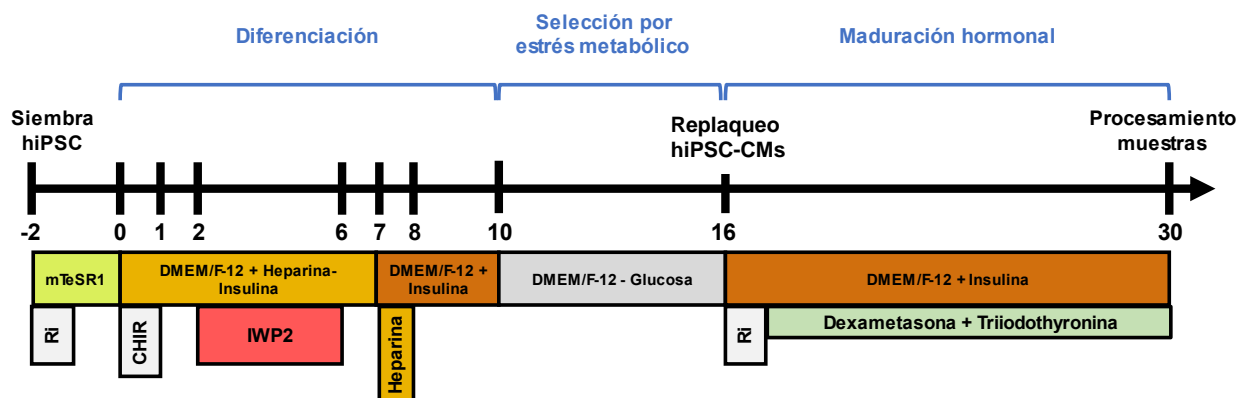 Diferenciación
Selección por
estrés metabólico
Maduración hormonal
Siembra
hiPSC
Replaqueo
hiPSC-CMs
Procesamiento
muestras
-2
0
1
2
6
7
8
10
16
30
mTeSR1
DMEM/F-12 + Heparina-
Insulina
DMEM/F-12 +
Insulina
DMEM/F-12 - Glucosa
DMEM/F-12 + Insulina
Ri
CHIR
IWP2
Heparina
Ri
Dexametasona + Triiodothyronina